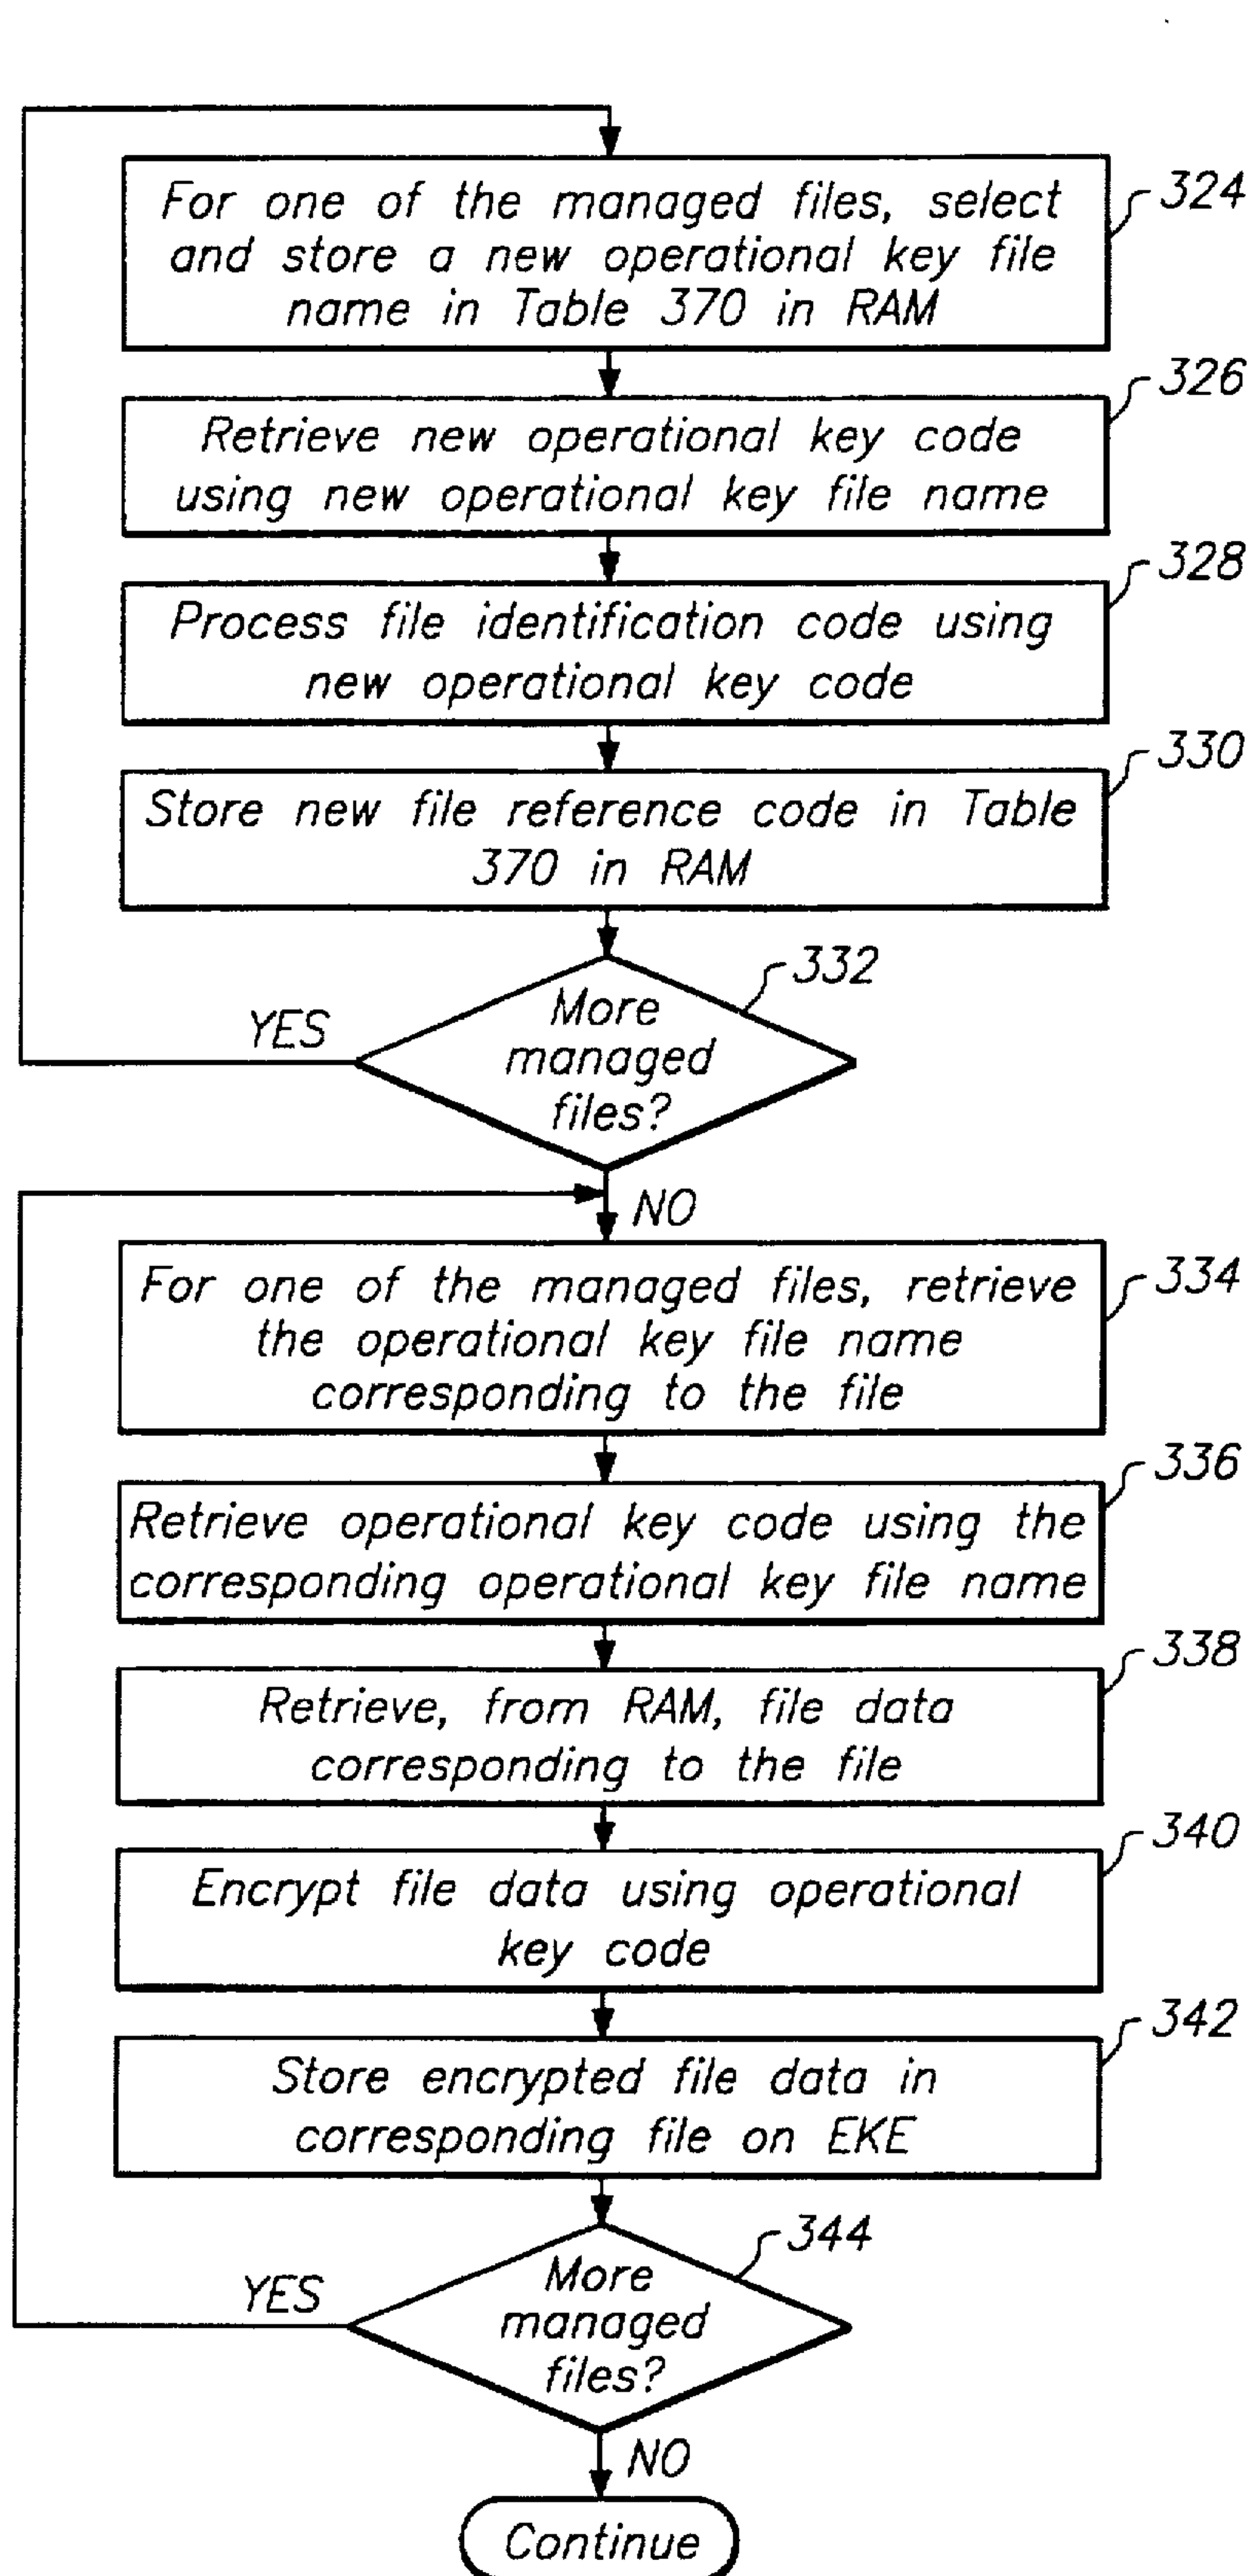 For one of the managed files, select
and store a new operational key file
name in Table 370 in RAM
324
Retrieve new operational key code
using new operational key file name
326
Process file identification code using
new operational key code
328
Store new file reference code in Table
370 in RAM
330
More
managed
files?
332
YES
NO
For one of the managed files, retrieve
the operational key file name
corresponding to the file
334
Retrieve operational key code using the
corresponding operational key file name
336
Retrieve, from RAM, file data
corresponding to the file
338
Encrypt file data using operational
key code
340
Store encrypted file data in
corresponding file on EKE
342
More
managed
files?
344
YES
NO
Continue